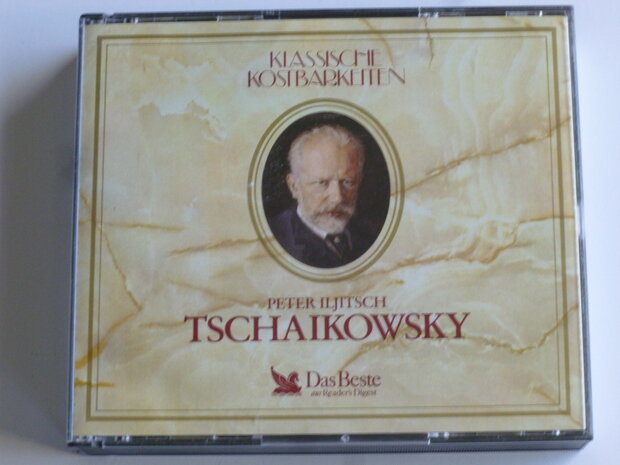 KLASSISCHE
KOSTBARKEITEN
PETER ILJITSCH
TSCHAIKOWSKY
Das Beste
aus Reader's Digest